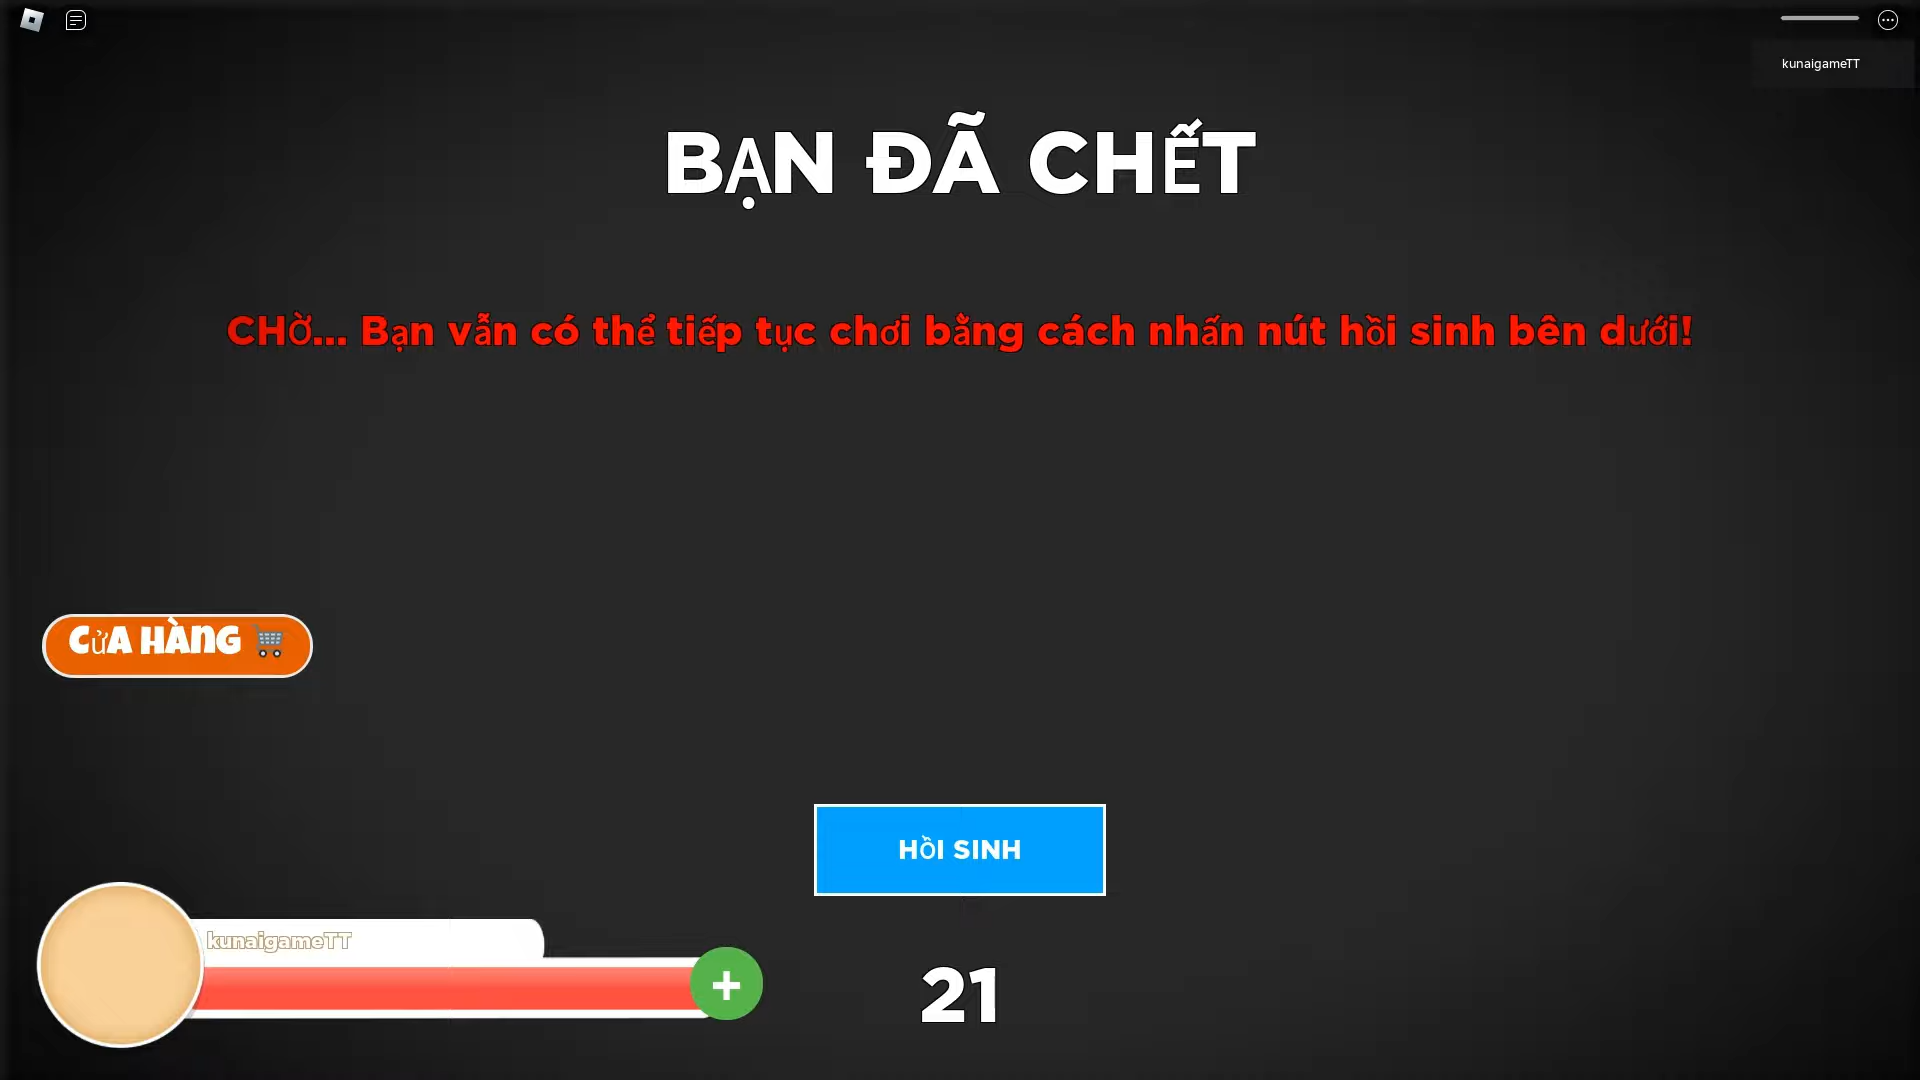 kunaigameTT
BẠN ĐÃ CHẾT
CHỜ... Bạn vẫn có thể tiếp tục chơi bằng cách nhấn nút hồi sinh bên dưới!
CửA HÀNG
HỒI SINH
kunaigameTT
+
21